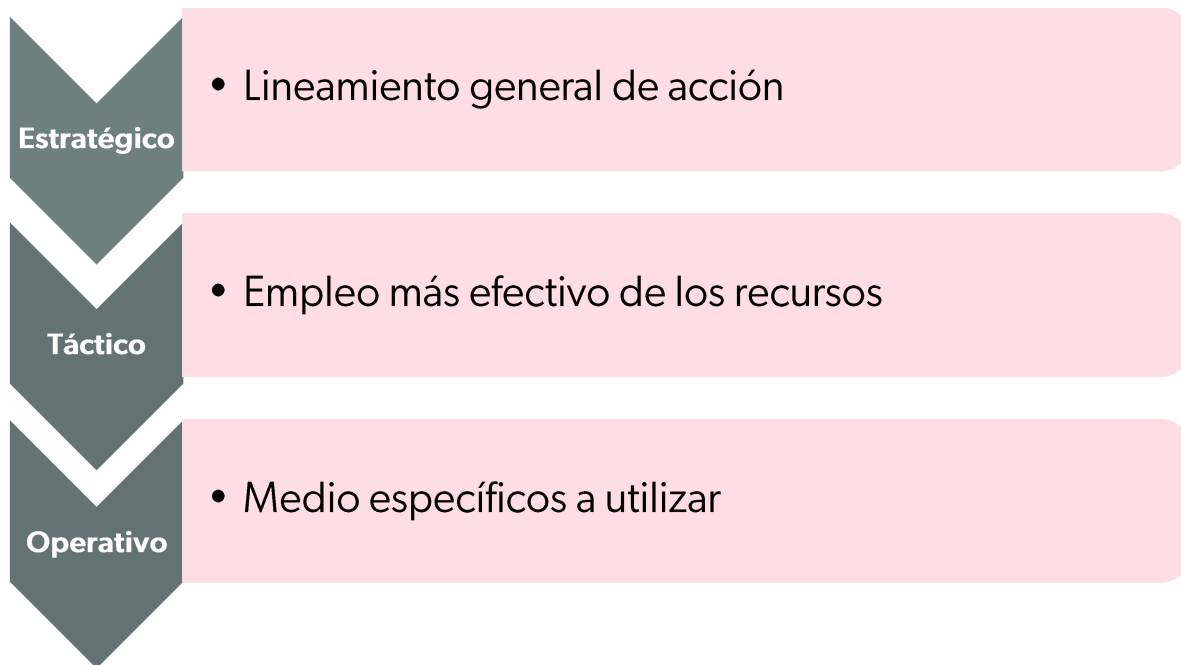 Estratégico
• Lineamiento general de acción
Táctico
• Empleo más efectivo de los recursos
Operativo
• Medio específicos a utilizar